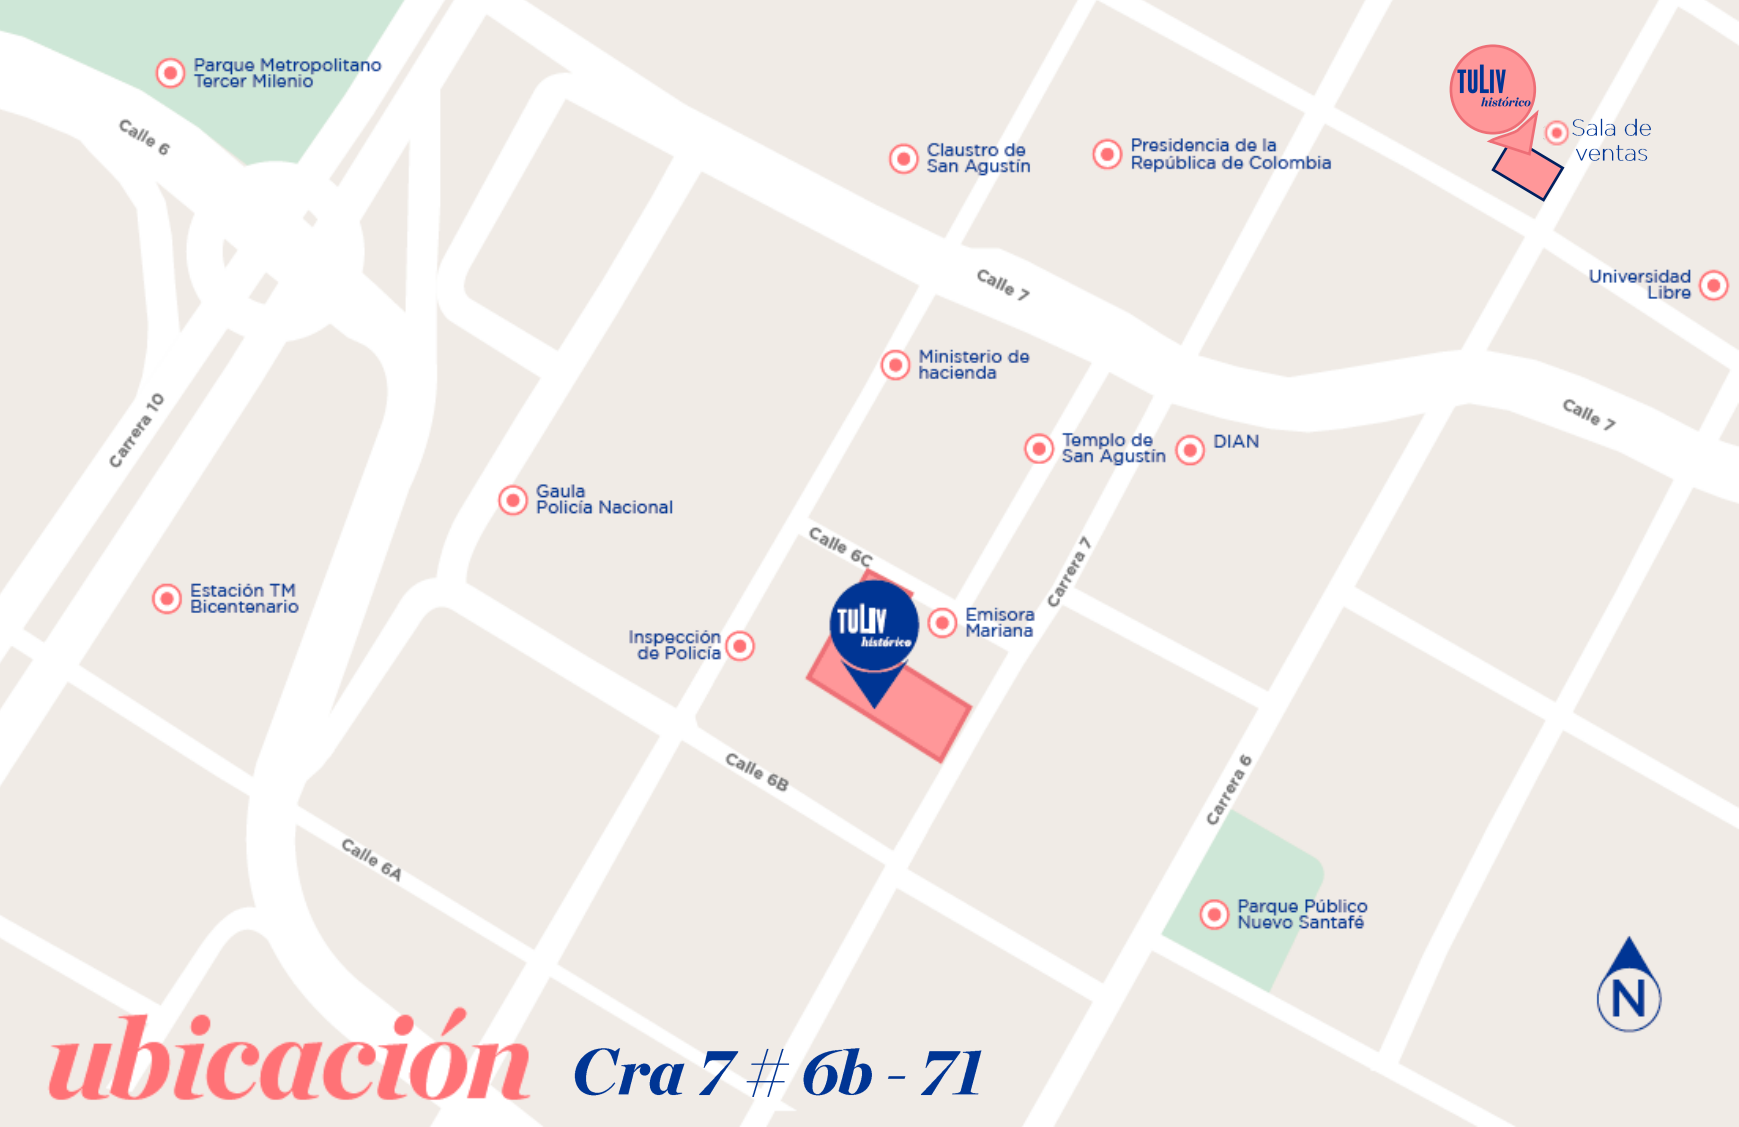 Parque Metropolitano
Tercer Milenio
Calle 6
TULIV
histórico
Sala de
ventas
Claustro de
San Agustín
Presidencia de la
República de Colombia
Universidad
Libre
Calle 7
Ministerio de
hacienda
Calle 7
Carrera 10
Templo de
San Agustín
DIAN
Gaula
Policía Nacional
Calle 6C
Carrera 7
Estación TM
Bicentenario
TULIV
histórico
Emisora
Mariana
Inspección
de Policía
Calle 6B
Carrera 6
Calle 6A
Parque Público
Nuevo Santafé
N
ubicación
Cra 7 # 6b - 71